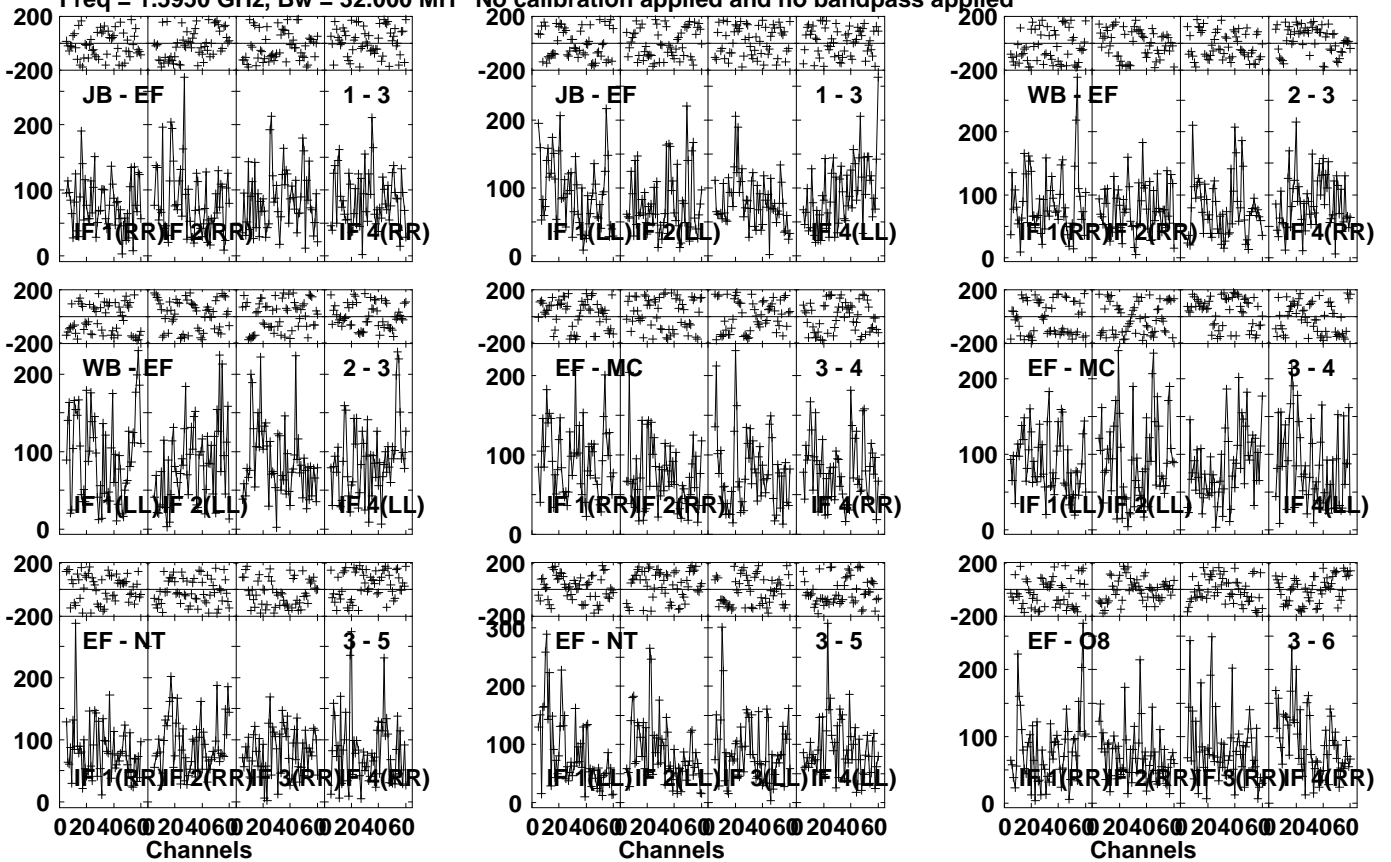 Freq = 1.5950 GHz, Bw = 32.000 MH No calibration applied and no bandpass applied
200
-200
JB - EF 1 - 3
200
100
0
IF 1(RR) IF 2(RR) IF 4(RR)
JB - EF 1 - 3
200
100
0
IF 1(LL) IF 2(LL) IF 4(LL)
200
-200
WB - EF 2 - 3
200
100
0
IF 1(RR) IF 2(RR) IF 4(RR)
200
-200
WB - EF 2 - 3
200
100
0
IF 1(LL) IF 2(LL) IF 4(LL)
200
-200
EF - MC 3 - 4
200
100
0
IF 1(RR) IF 2(RR) IF 4(RR)
200
-200
EF - MC 3 - 4
200
100
0
IF 1(LL) IF 2(LL) IF 4(LL)
200
-200
EF - NT 3 - 5
200
100
0
IF 1(RR) IF 2(RR) IF 3(RR) IF 4(RR)
0 20 40 60 0 20 40 60 0 20 40 60 0 20 40 60
Channels
200
-200
300
EF - NT 3 - 5
200
100
0
IF 1(LL) IF 2(LL) IF 3(LL) IF 4(LL)
0 20 40 60 0 20 40 60 0 20 40 60 0 20 40 60
Channels
200
-200
EF - O8 3 - 6
200
100
0
IF 1(RR) IF 2(RR) IF 3(RR) IF 4(RR)
0 20 40 60 0 20 40 60 0 20 40 60 0 20 40 60
Channels